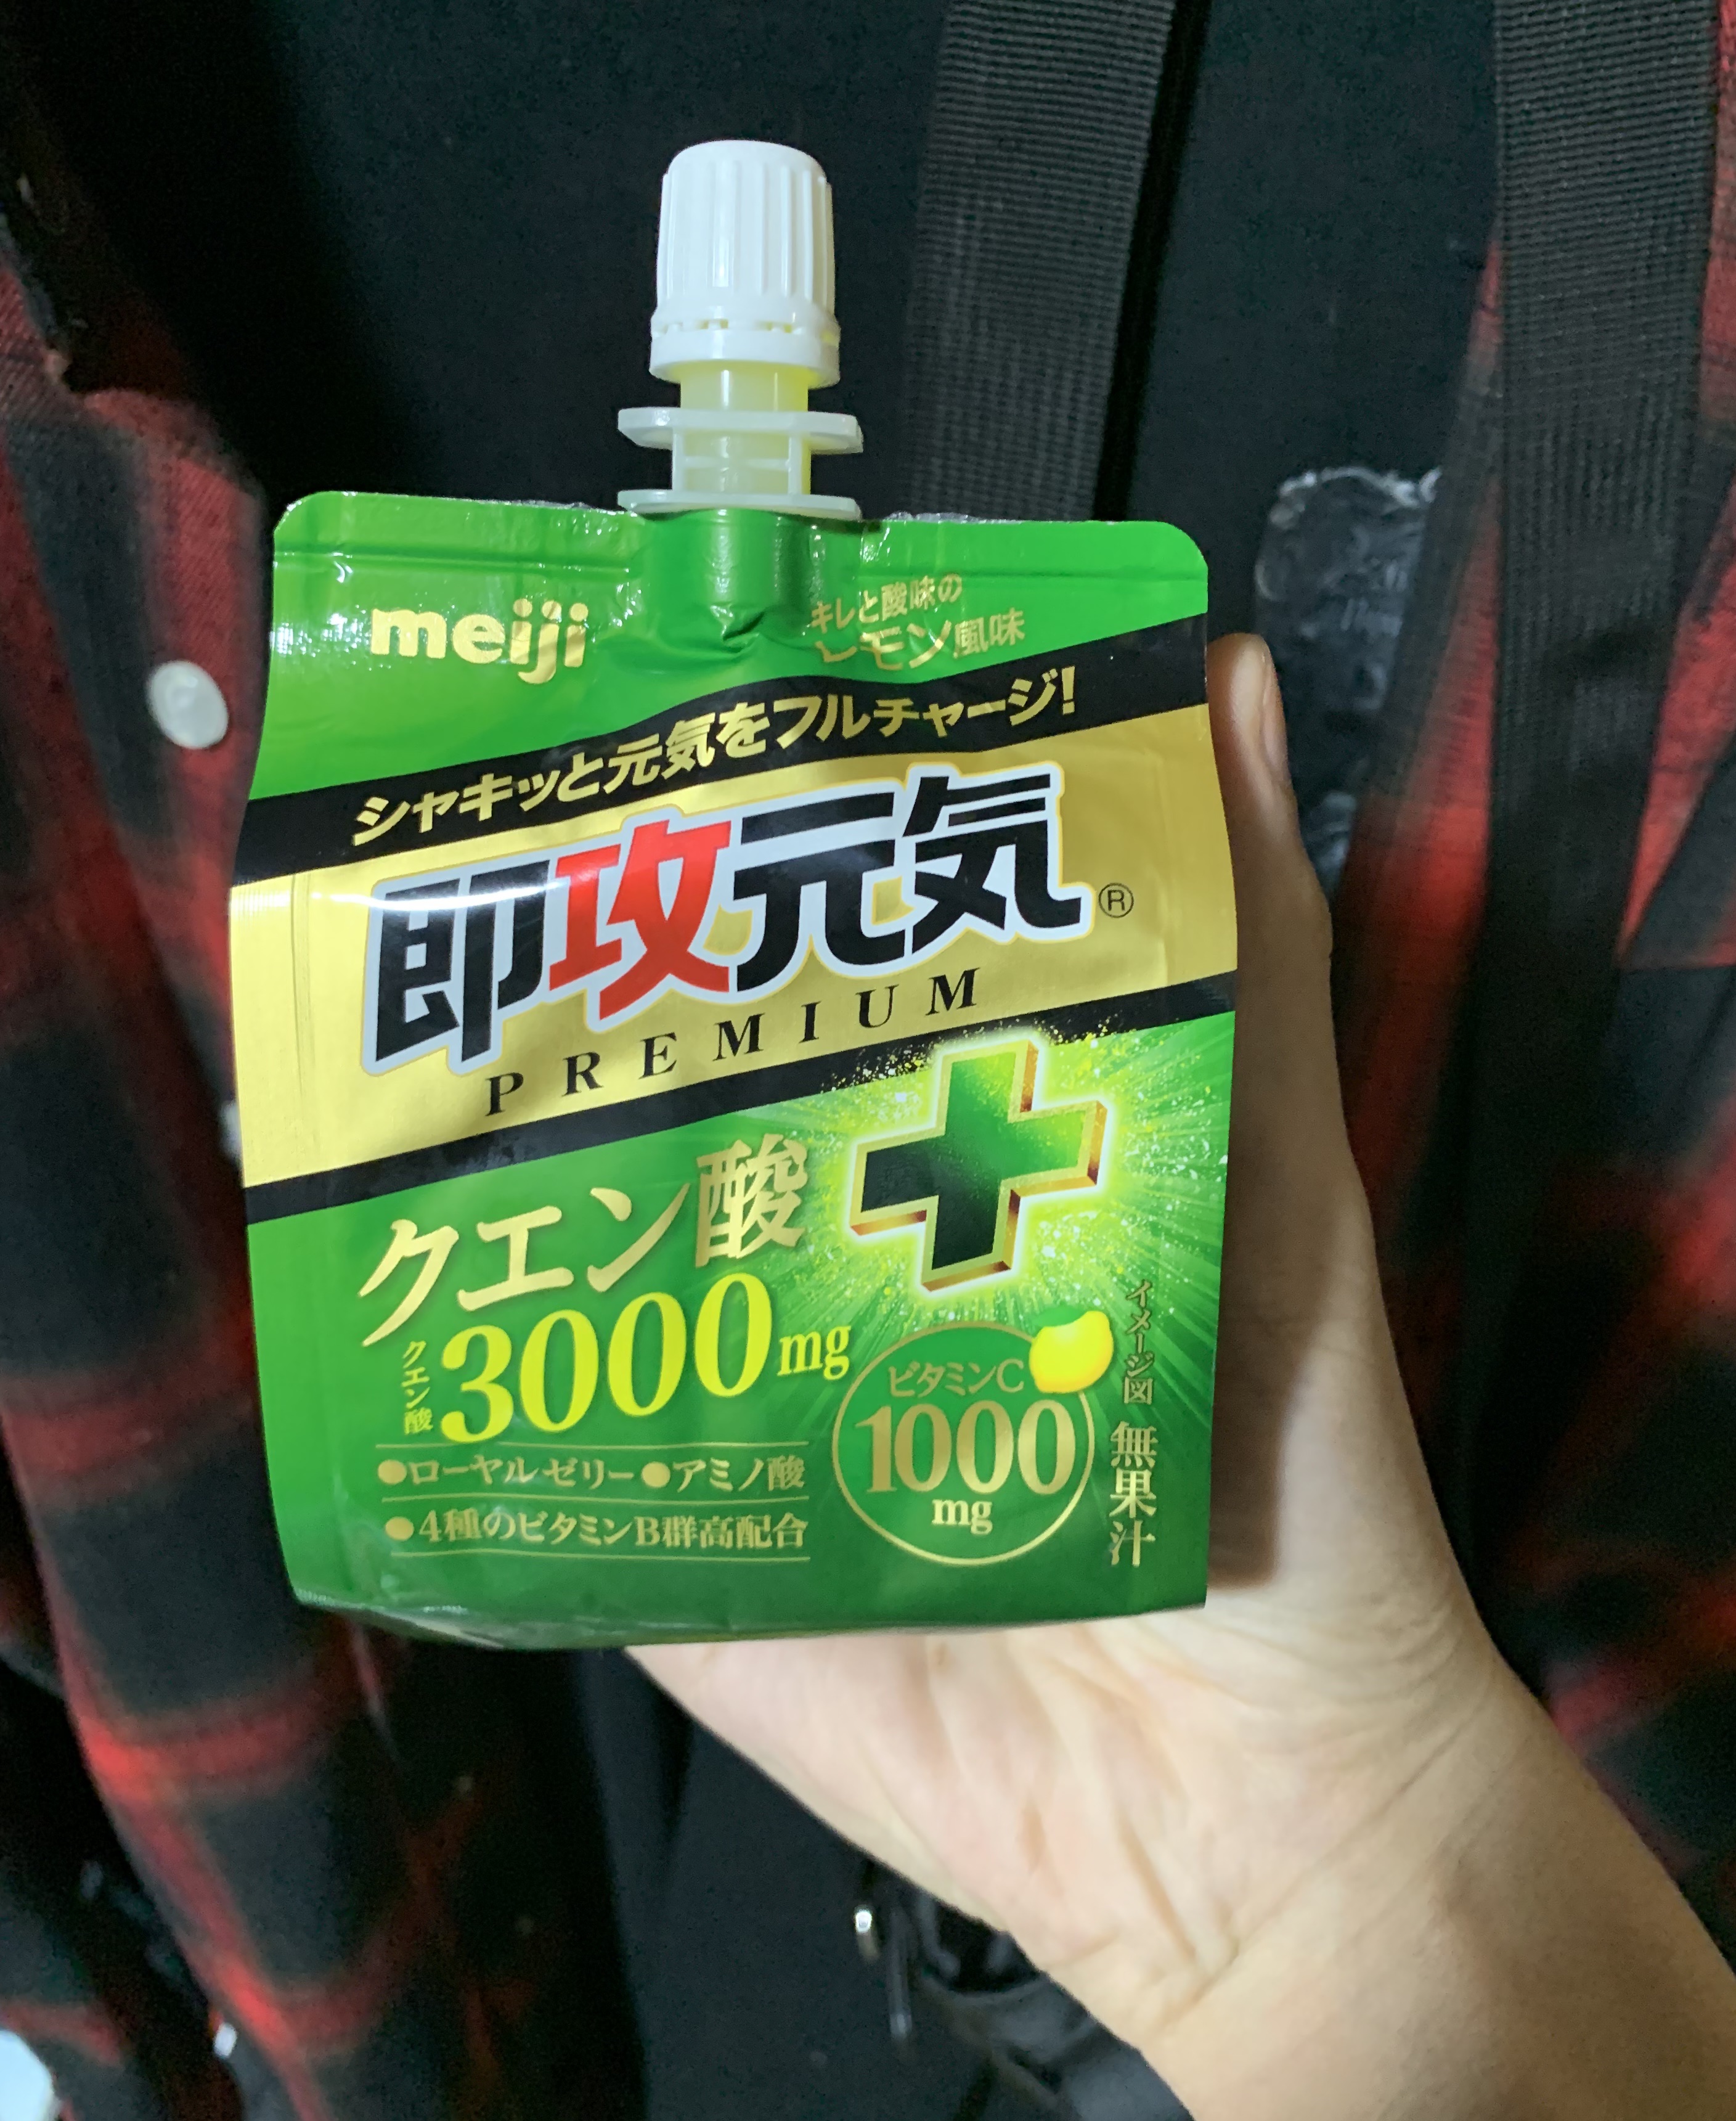 meiji
キレと酸味の
レモン風味
シャキッと元気をフルチャージ!
即攻元気®
PREMIUM
クエン酸
クエン酸 3000mg
●ローヤルゼリー●アミノ酸
●4種のビタミンB群高配合
ビタミンC
1000
mg
イメージ図
無果汁